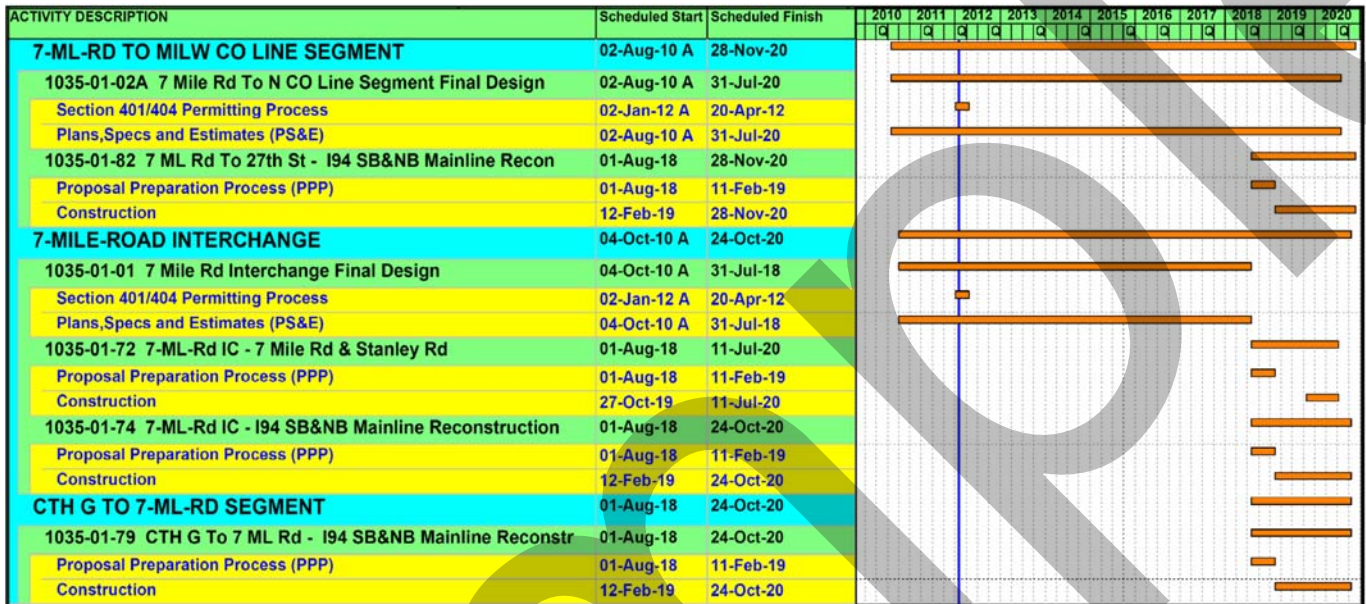 ACTIVITY DESCRIPTION Scheduled Start Scheduled Finish 2010 2011 2012 2013 2014 2015 2016 2017 2018 2019 2020
Q Q Q Q Q Q Q Q Q Q Q
7-ML-RD TO MILW CO LINE SEGMENT 02-Aug-10 A 28-Nov-20
1035-01-02A 7 Mile Rd To N CO Line Segment Final Design 02-Aug-10 A 31-Jul-20
Section 401/404 Permitting Process 02-Jan-12 A 20-Apr-12
Plans,Specs and Estimates (PS&E) 02-Aug-10 A 31-Jul-20
1035-01-82 7 ML Rd To 27th St - I94 SB&NB Mainline Recon 01-Aug-18 28-Nov-20
Proposal Preparation Process (PPP) 01-Aug-18 11-Feb-19
Construction 12-Feb-19 28-Nov-20
7-MILE-ROAD INTERCHANGE 04-Oct-10 A 24-Oct-20
1035-01-01 7 Mile Rd Interchange Final Design 04-Oct-10 A 31-Jul-18
Section 401/404 Permitting Process 02-Jan-12 A 20-Apr-12
Plans,Specs and Estimates (PS&E) 04-Oct-10 A 31-Jul-18
1035-01-72 7-ML-Rd IC - 7 Mile Rd & Stanley Rd 01-Aug-18 11-Jul-20
Proposal Preparation Process (PPP) 01-Aug-18 11-Feb-19
Construction 27-Oct-19 11-Jul-20
1035-01-74 7-ML-Rd IC - I94 SB&NB Mainline Reconstruction 01-Aug-18 24-Oct-20
Proposal Preparation Process (PPP) 01-Aug-18 11-Feb-19
Construction 12-Feb-19 24-Oct-20
CTH G TO 7-ML-RD SEGMENT 01-Aug-18 24-Oct-20
1035-01-79 CTH G To 7 ML Rd - I94 SB&NB Mainline Reconstr 01-Aug-18 24-Oct-20
Proposal Preparation Process (PPP) 01-Aug-18 11-Feb-19
Construction 12-Feb-19 24-Oct-20